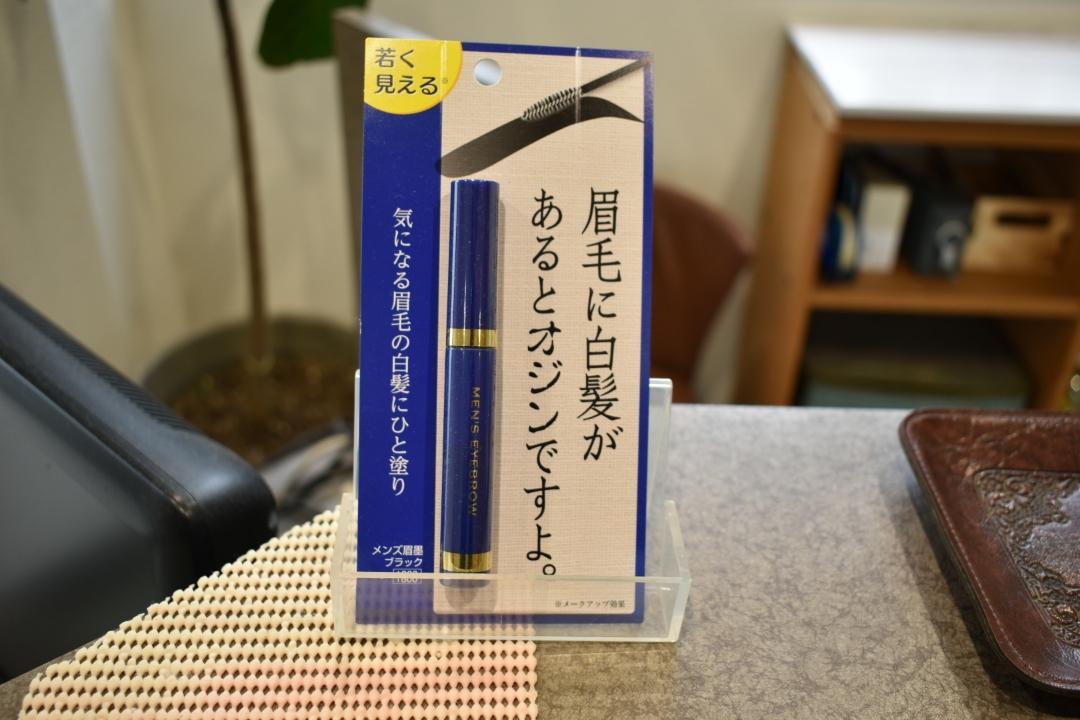 若く
見える※
眉毛に白髪が
あるとオジンですよ。
気になる眉毛の白髪にひと塗り
MEN'S EYEBROW
メンズ眉墨
ブラック
※メークアップ効果